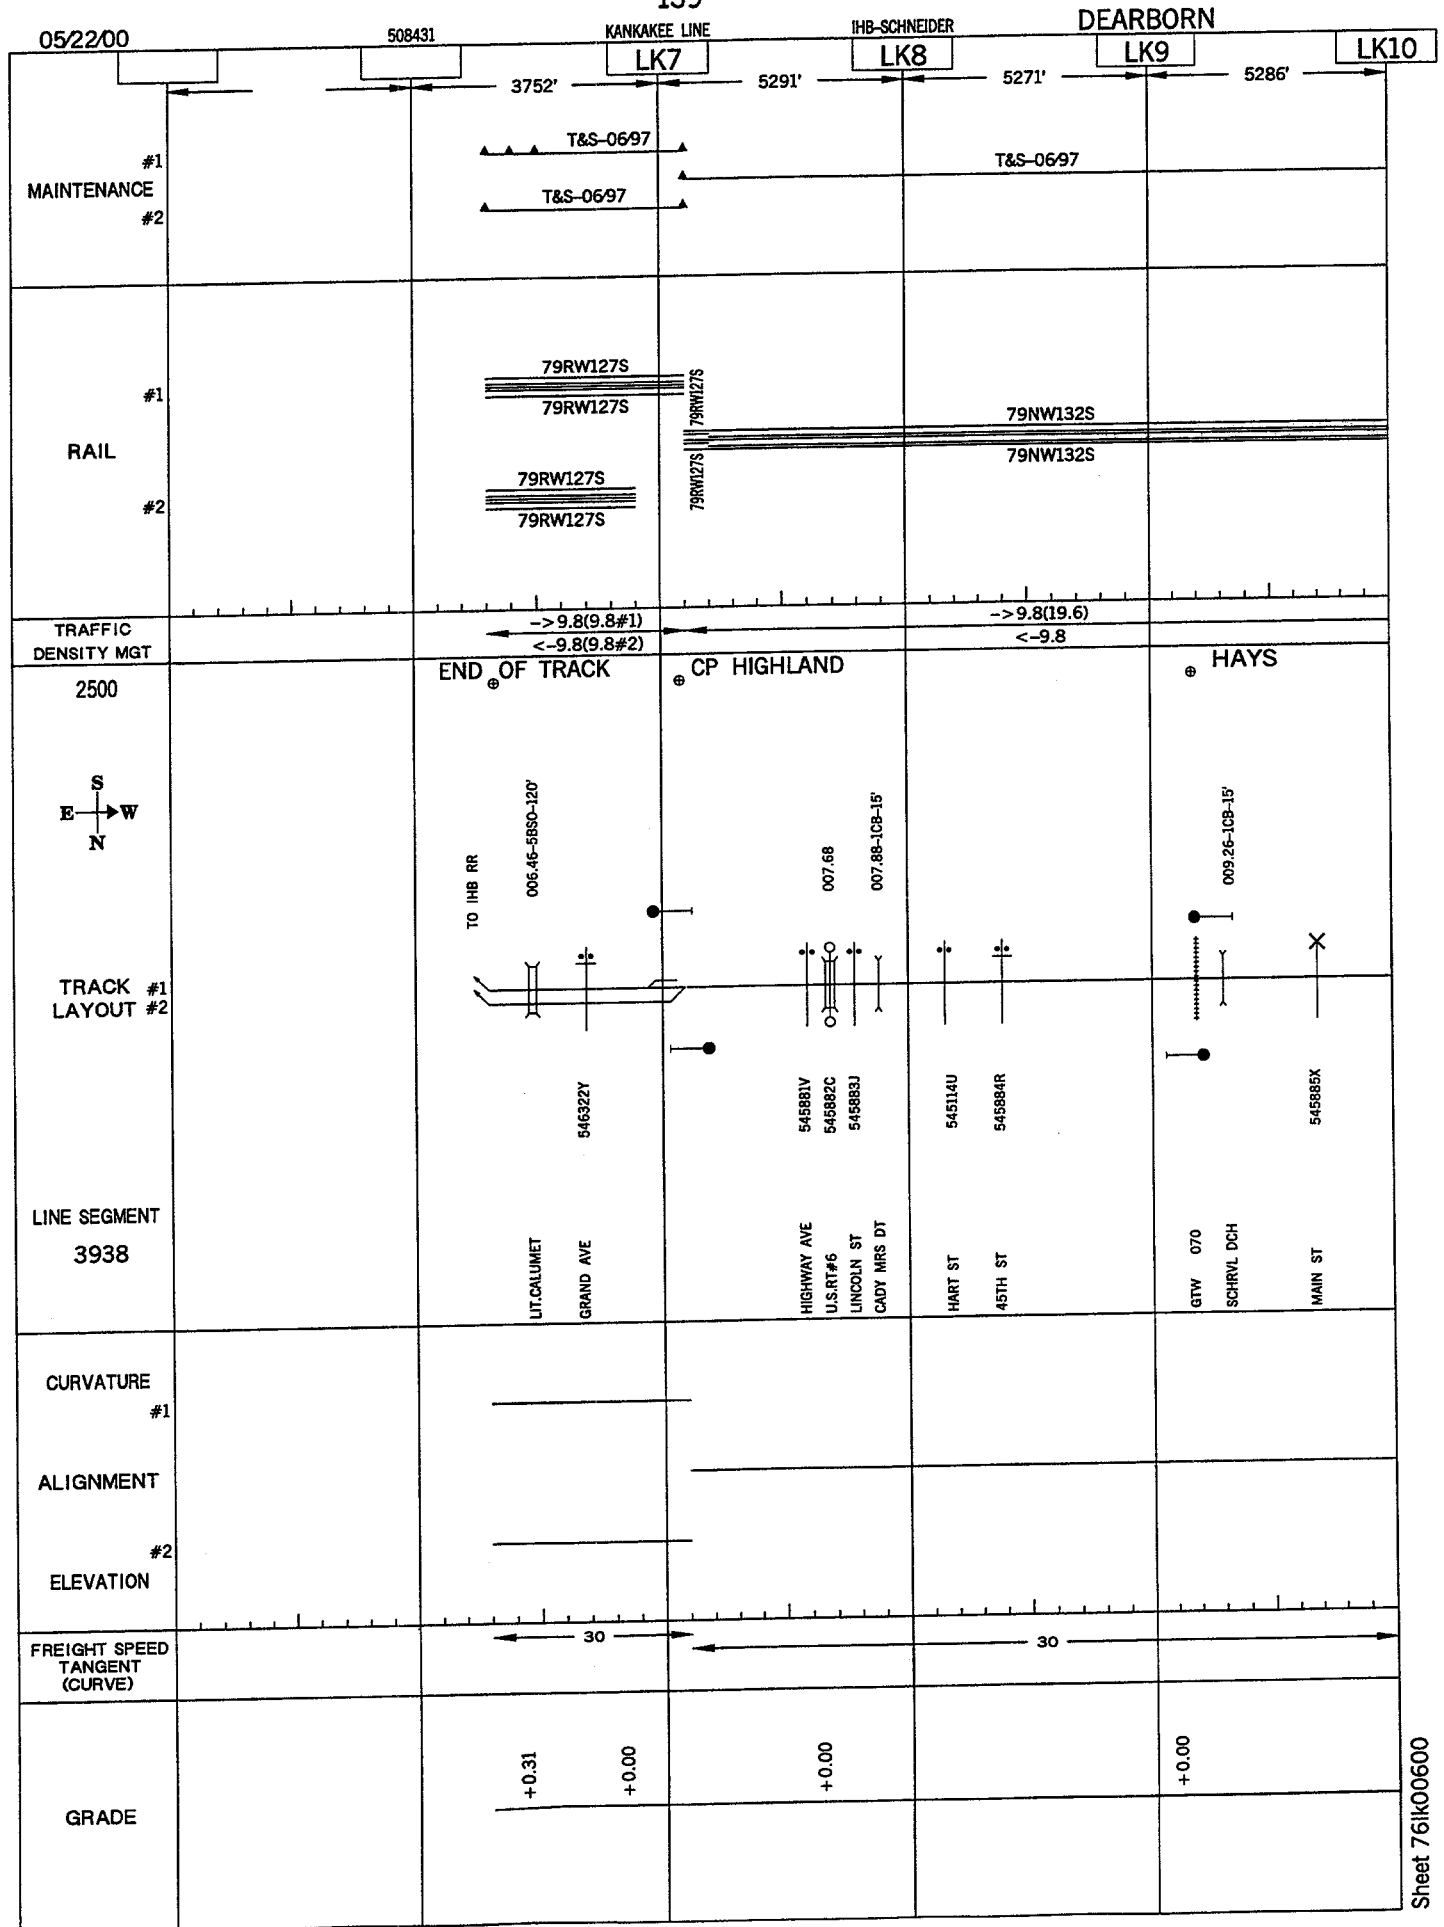 139
05/22/00
508431
KANKAKEE LINE
IHB-SCHNEIDER
DEARBORN
LK7
LK8
LK9
LK10
3752'
5291'
5271'
5286'
MAINTENANCE
#1
#2
T&S-06/97
T&S-06/97
T&S-06/97
RAIL
#1
#2
79RW127S
79RW127S
79RW127S
79RW127S
79RW127S
79RW127S
79NW132S
79NW132S
TRAFFIC
DENSITY MGT
->9.8(9.8#1)
<-9.8(9.8#2)
->9.8(19.6)
<-9.8
2500
END OF TRACK
CP HIGHLAND
HAYS
S
E W
N
TO IHB RR
006.46-5BSO-120'
007.68
007.88-1CB-15'
009.26-1CB-15'
TRACK #1
LAYOUT #2
546322Y
545881V
545882C
545883J
545114U
545884R
545885X
LINE SEGMENT
3938
LIT.CALUMET
GRAND AVE
HIGHWAY AVE
U.S.RT#6
LINCOLN ST
CADY MRS DT
HART ST
45TH ST
GTW 070
SCHRVL DCH
MAIN ST
CURVATURE
#1
ALIGNMENT
#2
ELEVATION
FREIGHT SPEED
TANGENT
(CURVE)
30
30
GRADE
+0.31
+0.00
+0.00
+0.00
Sheet 76lk00600